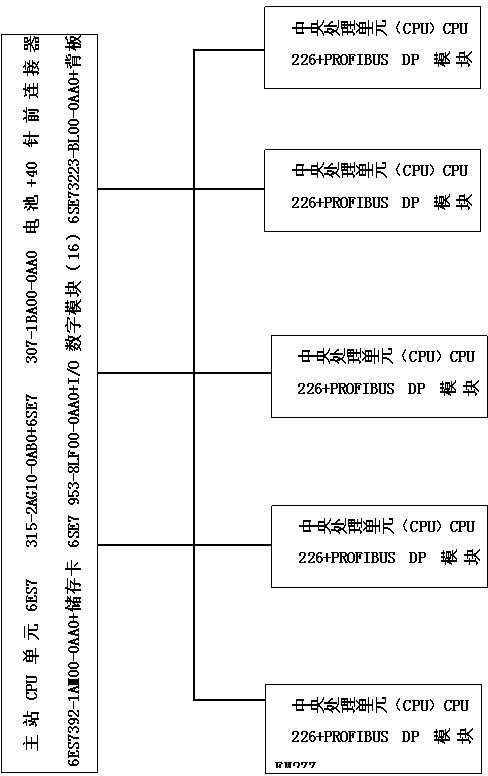 主 站 CPU 单 元 6ES7 315-2AG10-0AB0+6SE7 307-1BA00-0AA0 电 池 +40 针 前 连 接 器
6ES7392-1AM00-0AA0+储存卡 6SE7 953-8LF00-0AA0+I/O 数字模块（16）6SE73223-BL00-0AA0+背板
中央处理单元（CPU）CPU
226+PROFIBUS DP 模块
中央处理单元（CPU）CPU
226+PROFIBUS DP 模块
中央处理单元（CPU）CPU
226+PROFIBUS DP 模块
中央处理单元（CPU）CPU
226+PROFIBUS DP 模块
中央处理单元（CPU）CPU
226+PROFIBUS DP 模块